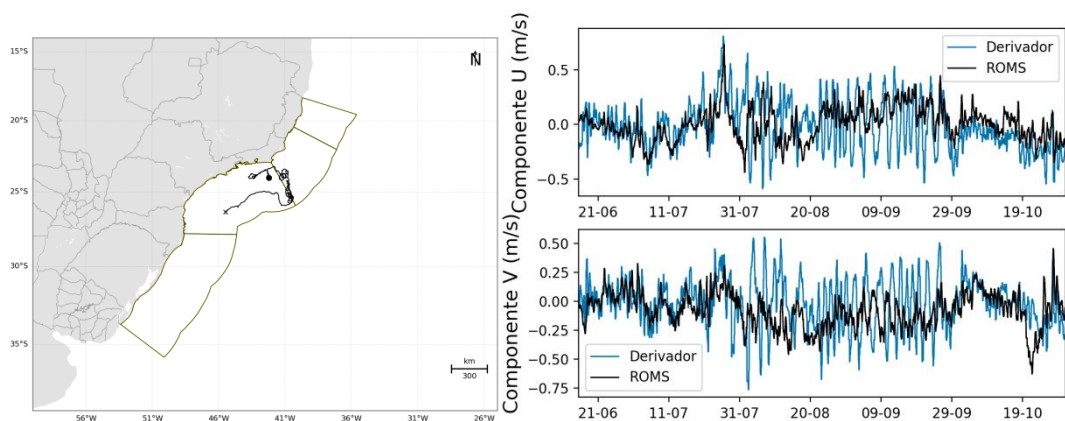 15°S
20°S
25°S
30°S
35°S
56°W 51°W 46°W 41°W 36°W 31°W 26°W
N
km
300
Componente U (m/s)
0.5
0.0
−0.5
21-06 11-07 31-07 20-08 09-09 29-09 19-10
Derivador
ROMS
Componente V (m/s)
0.50
0.25
0.00
−0.25
−0.50
−0.75
21-06 11-07 31-07 20-08 09-09 29-09 19-10
Derivador
ROMS